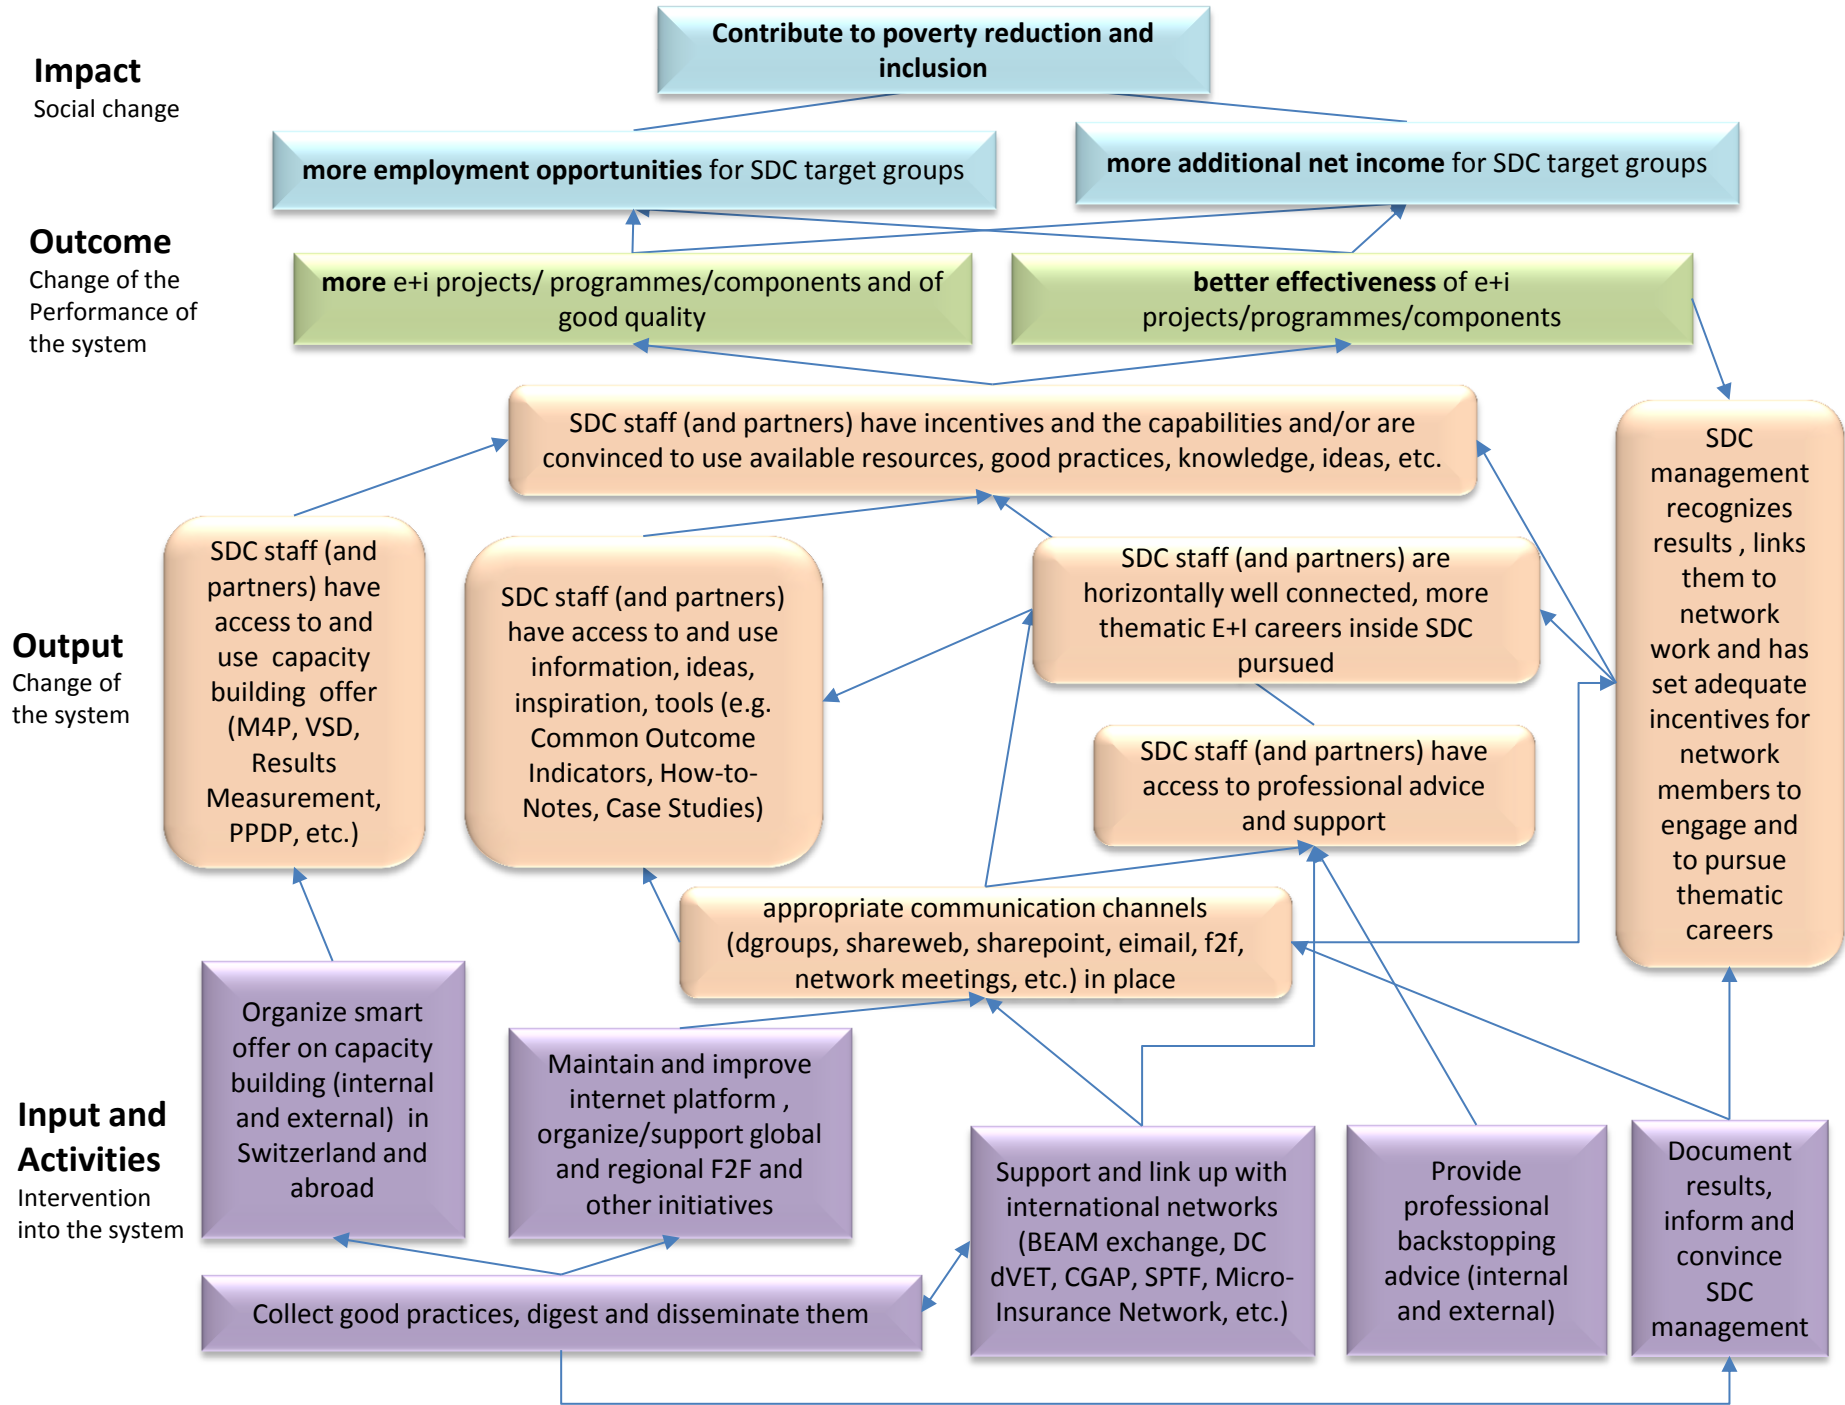 Contribute to poverty reduction and
inclusion
Impact
Social change
more employment opportunities for SDC target groups
more additional net income for SDC target groups
Outcome
Change of the
Performance of
the system
more e+i projects/ programmes/components and of
good quality
better effectiveness of e+i
projects/programmes/components
SDC staff (and partners) have incentives and the capabilities and/or are
convinced to use available resources, good practices, knowledge, ideas, etc.
SDC
management
recognizes
results , links
them to
network
work and has
set adequate
incentives for
network
members to
engage and
to pursue
thematic
careers
Output
Change of
the system
SDC staff (and
partners) have
access to and
use capacity
building offer
(M4P, VSD,
Results
Measurement,
PPDP, etc.)
SDC staff (and partners)
have access to and use
information, ideas,
inspiration, tools (e.g.
Common Outcome
Indicators, How-to-
Notes, Case Studies)
SDC staff (and partners) are
horizontally well connected, more
thematic E+I careers inside SDC
pursued
SDC staff (and partners) have
access to professional advice
and support
appropriate communication channels
(dgroups, shareweb, sharepoint, eimail, f2f,
network meetings, etc.) in place
Input and
Activities
Intervention
into the system
Organize smart
offer on capacity
building (internal
and external) in
Switzerland and
abroad
Maintain and improve
internet platform ,
organize/support global
and regional F2F and
other initiatives
Support and link up with
international networks
(BEAM exchange, DC
dVET, CGAP, SPTF, Micro-
Insurance Network, etc.)
Provide
professional
backstopping
advice (internal
and external)
Document
results,
inform and
convince
SDC
management
Collect good practices, digest and disseminate them